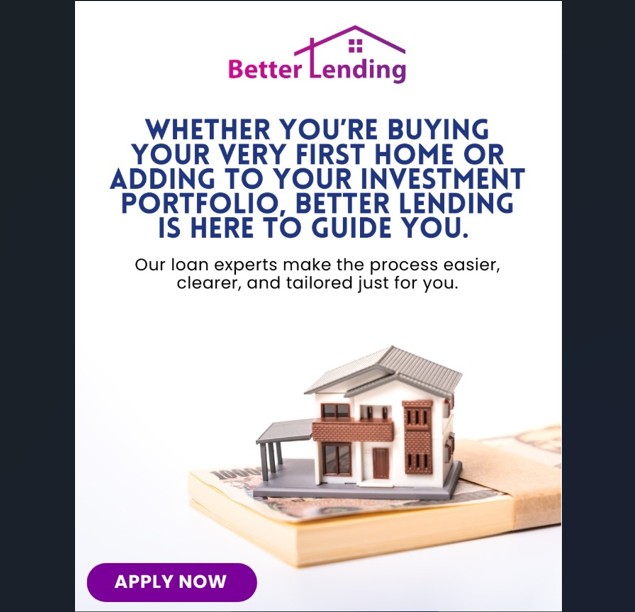 Better Lending
WHETHER YOU'RE BUYING
YOUR VERY FIRST HOME OR
ADDING TO YOUR INVESTMENT
PORTFOLIO, BETTER LENDING
IS HERE TO GUIDE YOU.
Our loan experts make the process easier,
clearer, and tailored just for you.
APPLY NOW